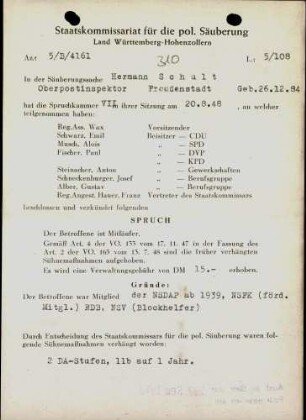 Staatskommissariat für die pol. Säuberung
Land Württemberg-Hohenzollern
Az: 5/D/4161
310
L: 5/108
In der Säuberungssache Hermann Schult
Oberpostinspektor Freudenstadt Geb.26.12.84
hat die Spruchkammer VII ihrer Sitzung am 20.8.48, an welcher
teilgenommen haben:
Reg.Ass. Wax Vorsitzender
Schwarz, Emil Beisitzer — CDU
Musch, Alois „ — SPD
Fischer, Paul „ — DVP
„ — KPD
Steinacher, Anton „ — Gewerkschaften
Schneckenburger, Josef „ — Berufsgruppe
Alber, Gustav „ — Berufsgruppe
Reg.Angest. Hauser, Franz Vertreter des Staatskommissars
beschlossen und verkündet folgenden
SPRUCH
Der Betroffene ist Mitläufer.
Gemäß Art. 4 der VO. 133 vom 17. 11. 47 in der Fassung des
Art. 2 der VO. 165 vom 13. 7. 48 sind die früher verhängten
Sühnemaßnahmen aufgehoben.
Es wird eine Verwaltungsgebühr von DM 15.- erhoben.
Gründe:
Der Betroffene war Mitglied der NSDAP ab 1939, NSFK (förd.
Mitgl.) RDB, NSV (Blockhelfer)
Durch Entscheidung des Staatskommissars für die pol. Säuberung waren folgende
Sühnemaßnahmen verhängt worden:
2 DA-Stufen, 11b auf 1 Jahr.